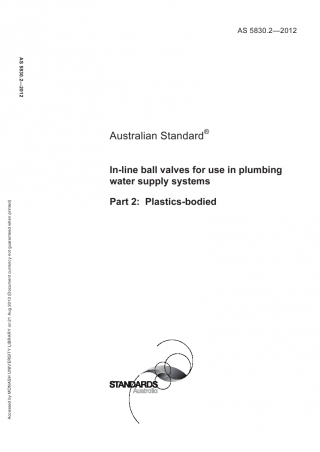 AS 5830.2—2012
AS 5830.2—2012
Australian Standard®
In-line ball valves for use in plumbing
water supply systems
Part 2: Plastics-bodied
Accessed by MONASH UNIVERSITY LIBRARY on 21 Aug 2013 (Document currency not guaranteed when printed)
STANDARDS
Australia